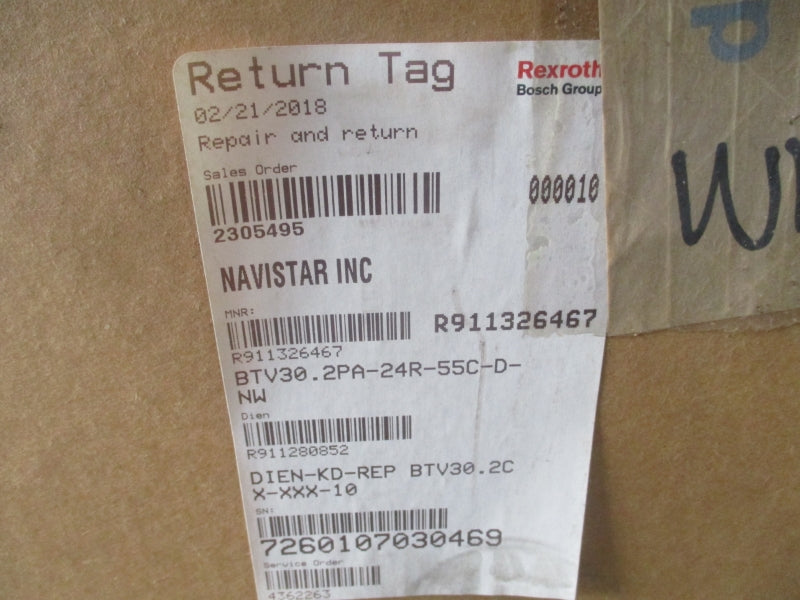 Return Tag
Rexroth
Bosch Group
02/21/2018
Repair and return
Sales Order
000010
2305495
NAVISTAR INC
MNR:
R911326467
R911326467
BTV30.2PA-24R-55C-D-
NW
Dien
R911280852
DIEN-KD-REP BTV30.2C
X-XXX-10
SN:
7260107030469
Service Order
4362263